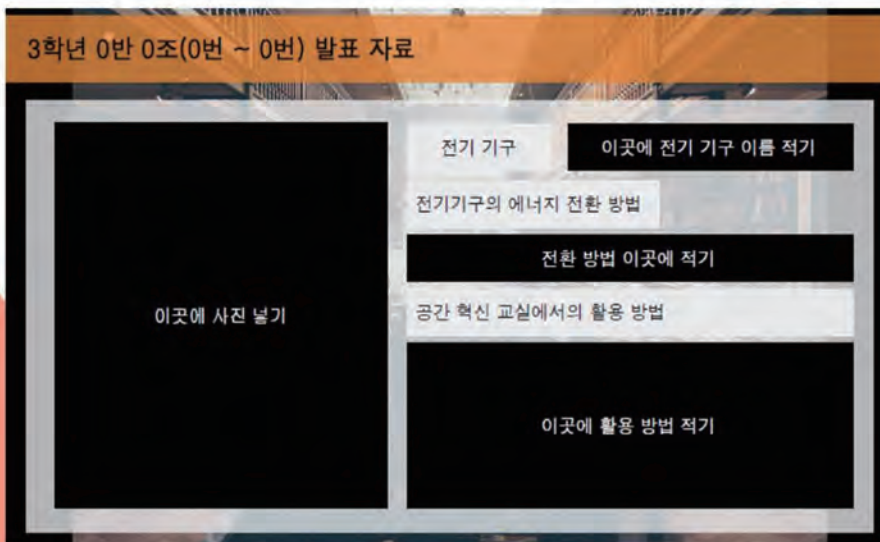 3학년 0반 0조(0번 ~ 0번) 발표 자료
이곳에 사진 넣기
전기 기구
이곳에 전기 기구 이름 적기
전기기구의 에너지 전환 방법
전환 방법 이곳에 적기
공간 혁신 교실에서의 활용 방법
이곳에 활용 방법 적기